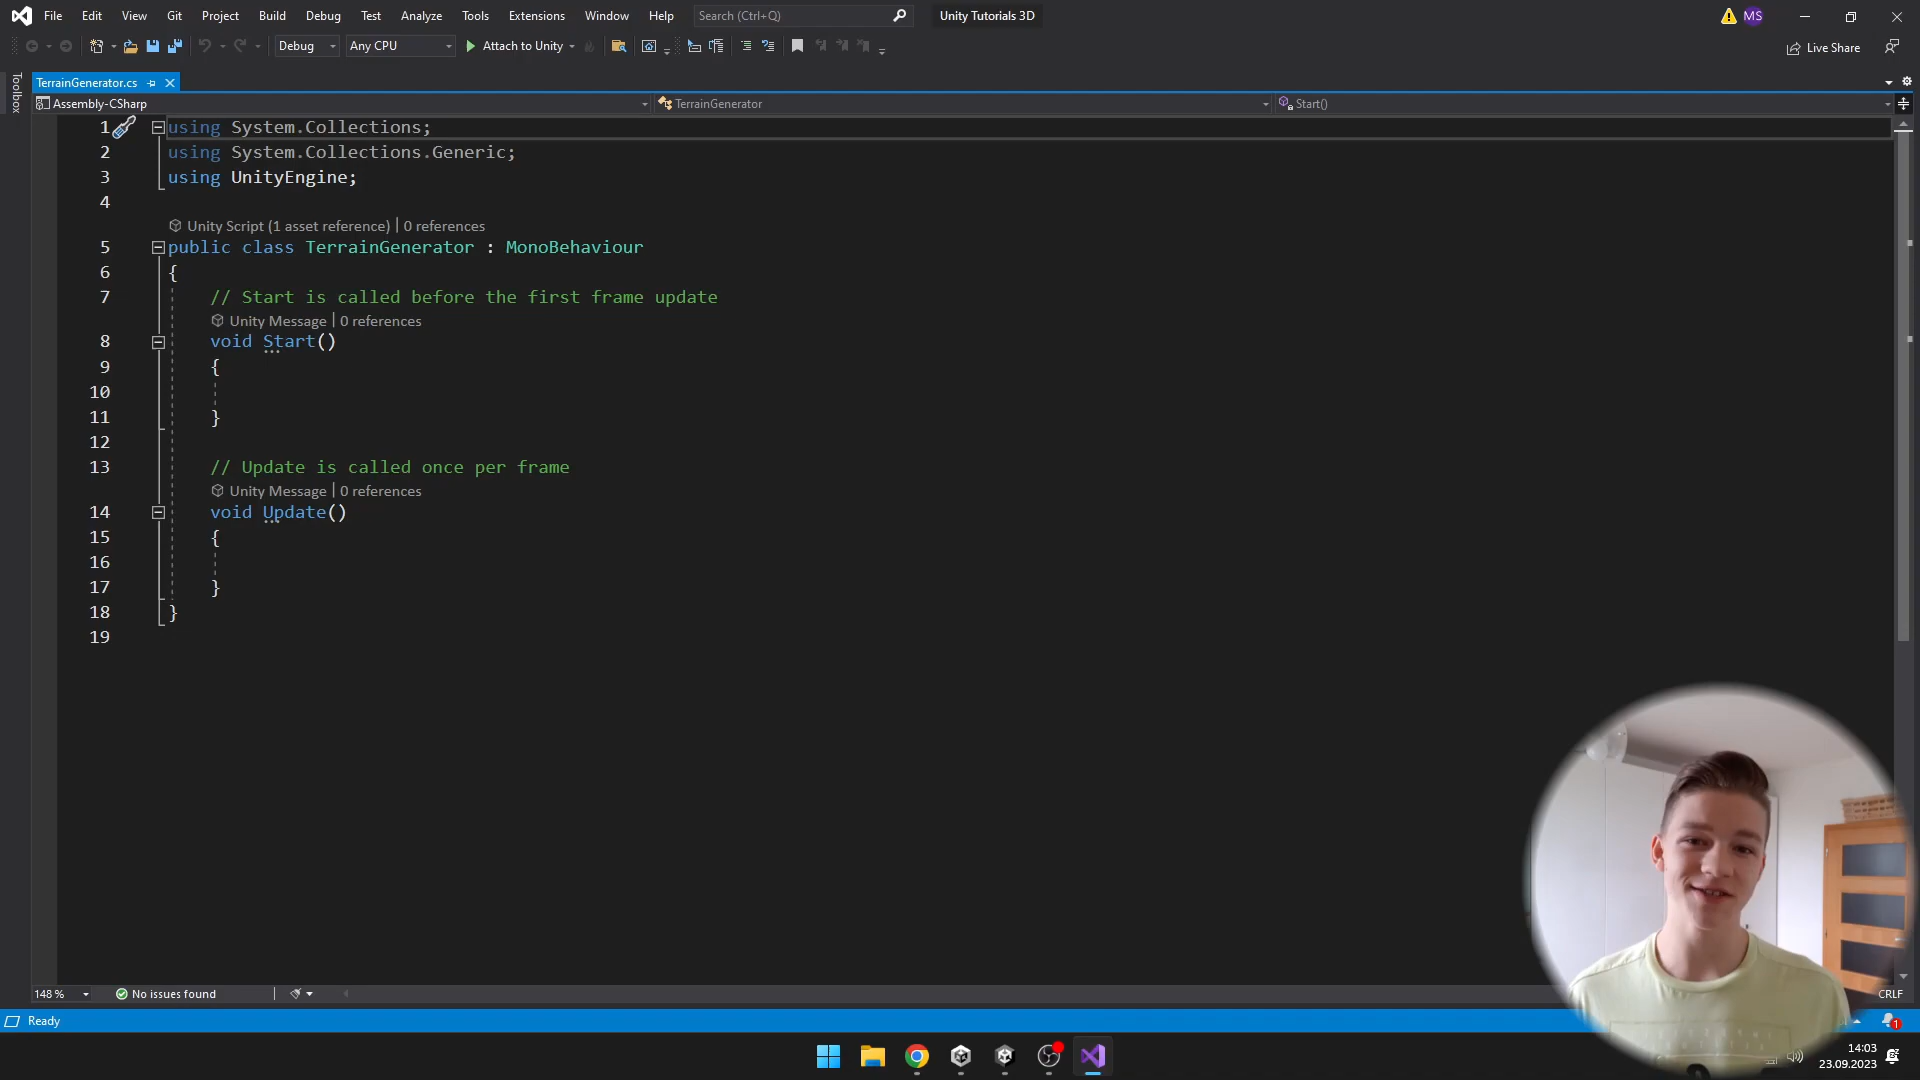 File Edit View Git Project Build Debug Test Analyze Tools Extensions Window Help Search (Ctrl+Q) Unity Tutorials 3D MS
Debug Any CPU Attach to Unity Live Share
Toolbox
TerrainGenerator.cs
Assembly-CSharp TerrainGenerator Start()
1 using System.Collections;
2 using System.Collections.Generic;
3 using UnityEngine;
4
Unity Script (1 asset reference) | 0 references
5 public class TerrainGenerator : MonoBehaviour
6 {
7 // Start is called before the first frame update
Unity Message | 0 references
8 void Start()
9 {
10
11 }
12
13 // Update is called once per frame
Unity Message | 0 references
14 void Update()
15 {
16
17 }
18 }
19
148 % No issues found CRLF
Ready 1
14:03
23.09.2023